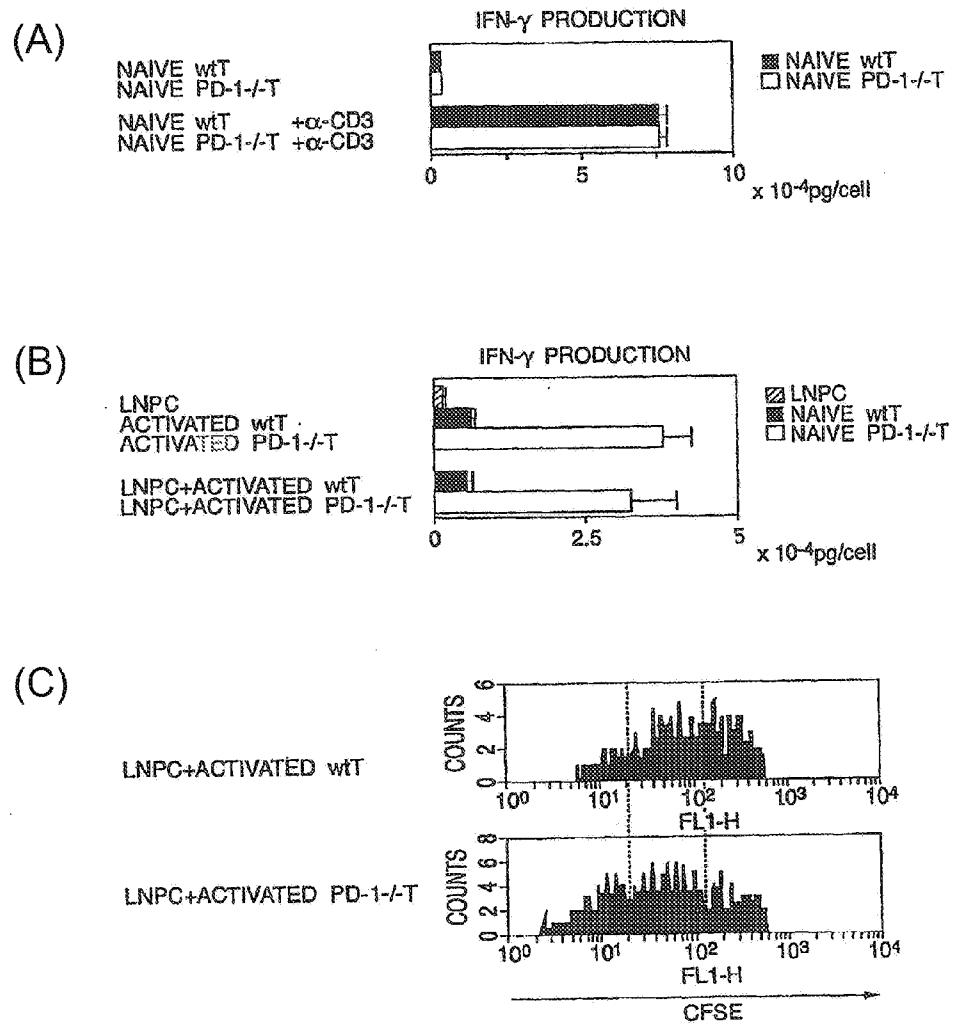 (A)
IFN-γ PRODUCTION
NAIVE wtT
NAIVE PD-1-/-T
NAIVE wtT +α-CD3
NAIVE PD-1-/-T +α-CD3
NAIVE wtT
NAIVE PD-1-/-T
0 5 10
x 10-4pg/cell
(B)
IFN-γ PRODUCTION
LNPC
ACTIVATED wtT
ACTIVATED PD-1-/-T
LNPC+ACTIVATED wtT
LNPC+ACTIVATED PD-1-/-T
LNPC
NAIVE wtT
NAIVE PD-1-/-T
0 2.5 5
x 10-4pg/cell
(C)
LNPC+ACTIVATED wtT
COUNTS
6
4
2
0
100 101 102 103 104
FL1-H
LNPC+ACTIVATED PD-1-/-T
COUNTS
8
6
4
2
0
100 101 102 103 104
FL1-H
CFSE